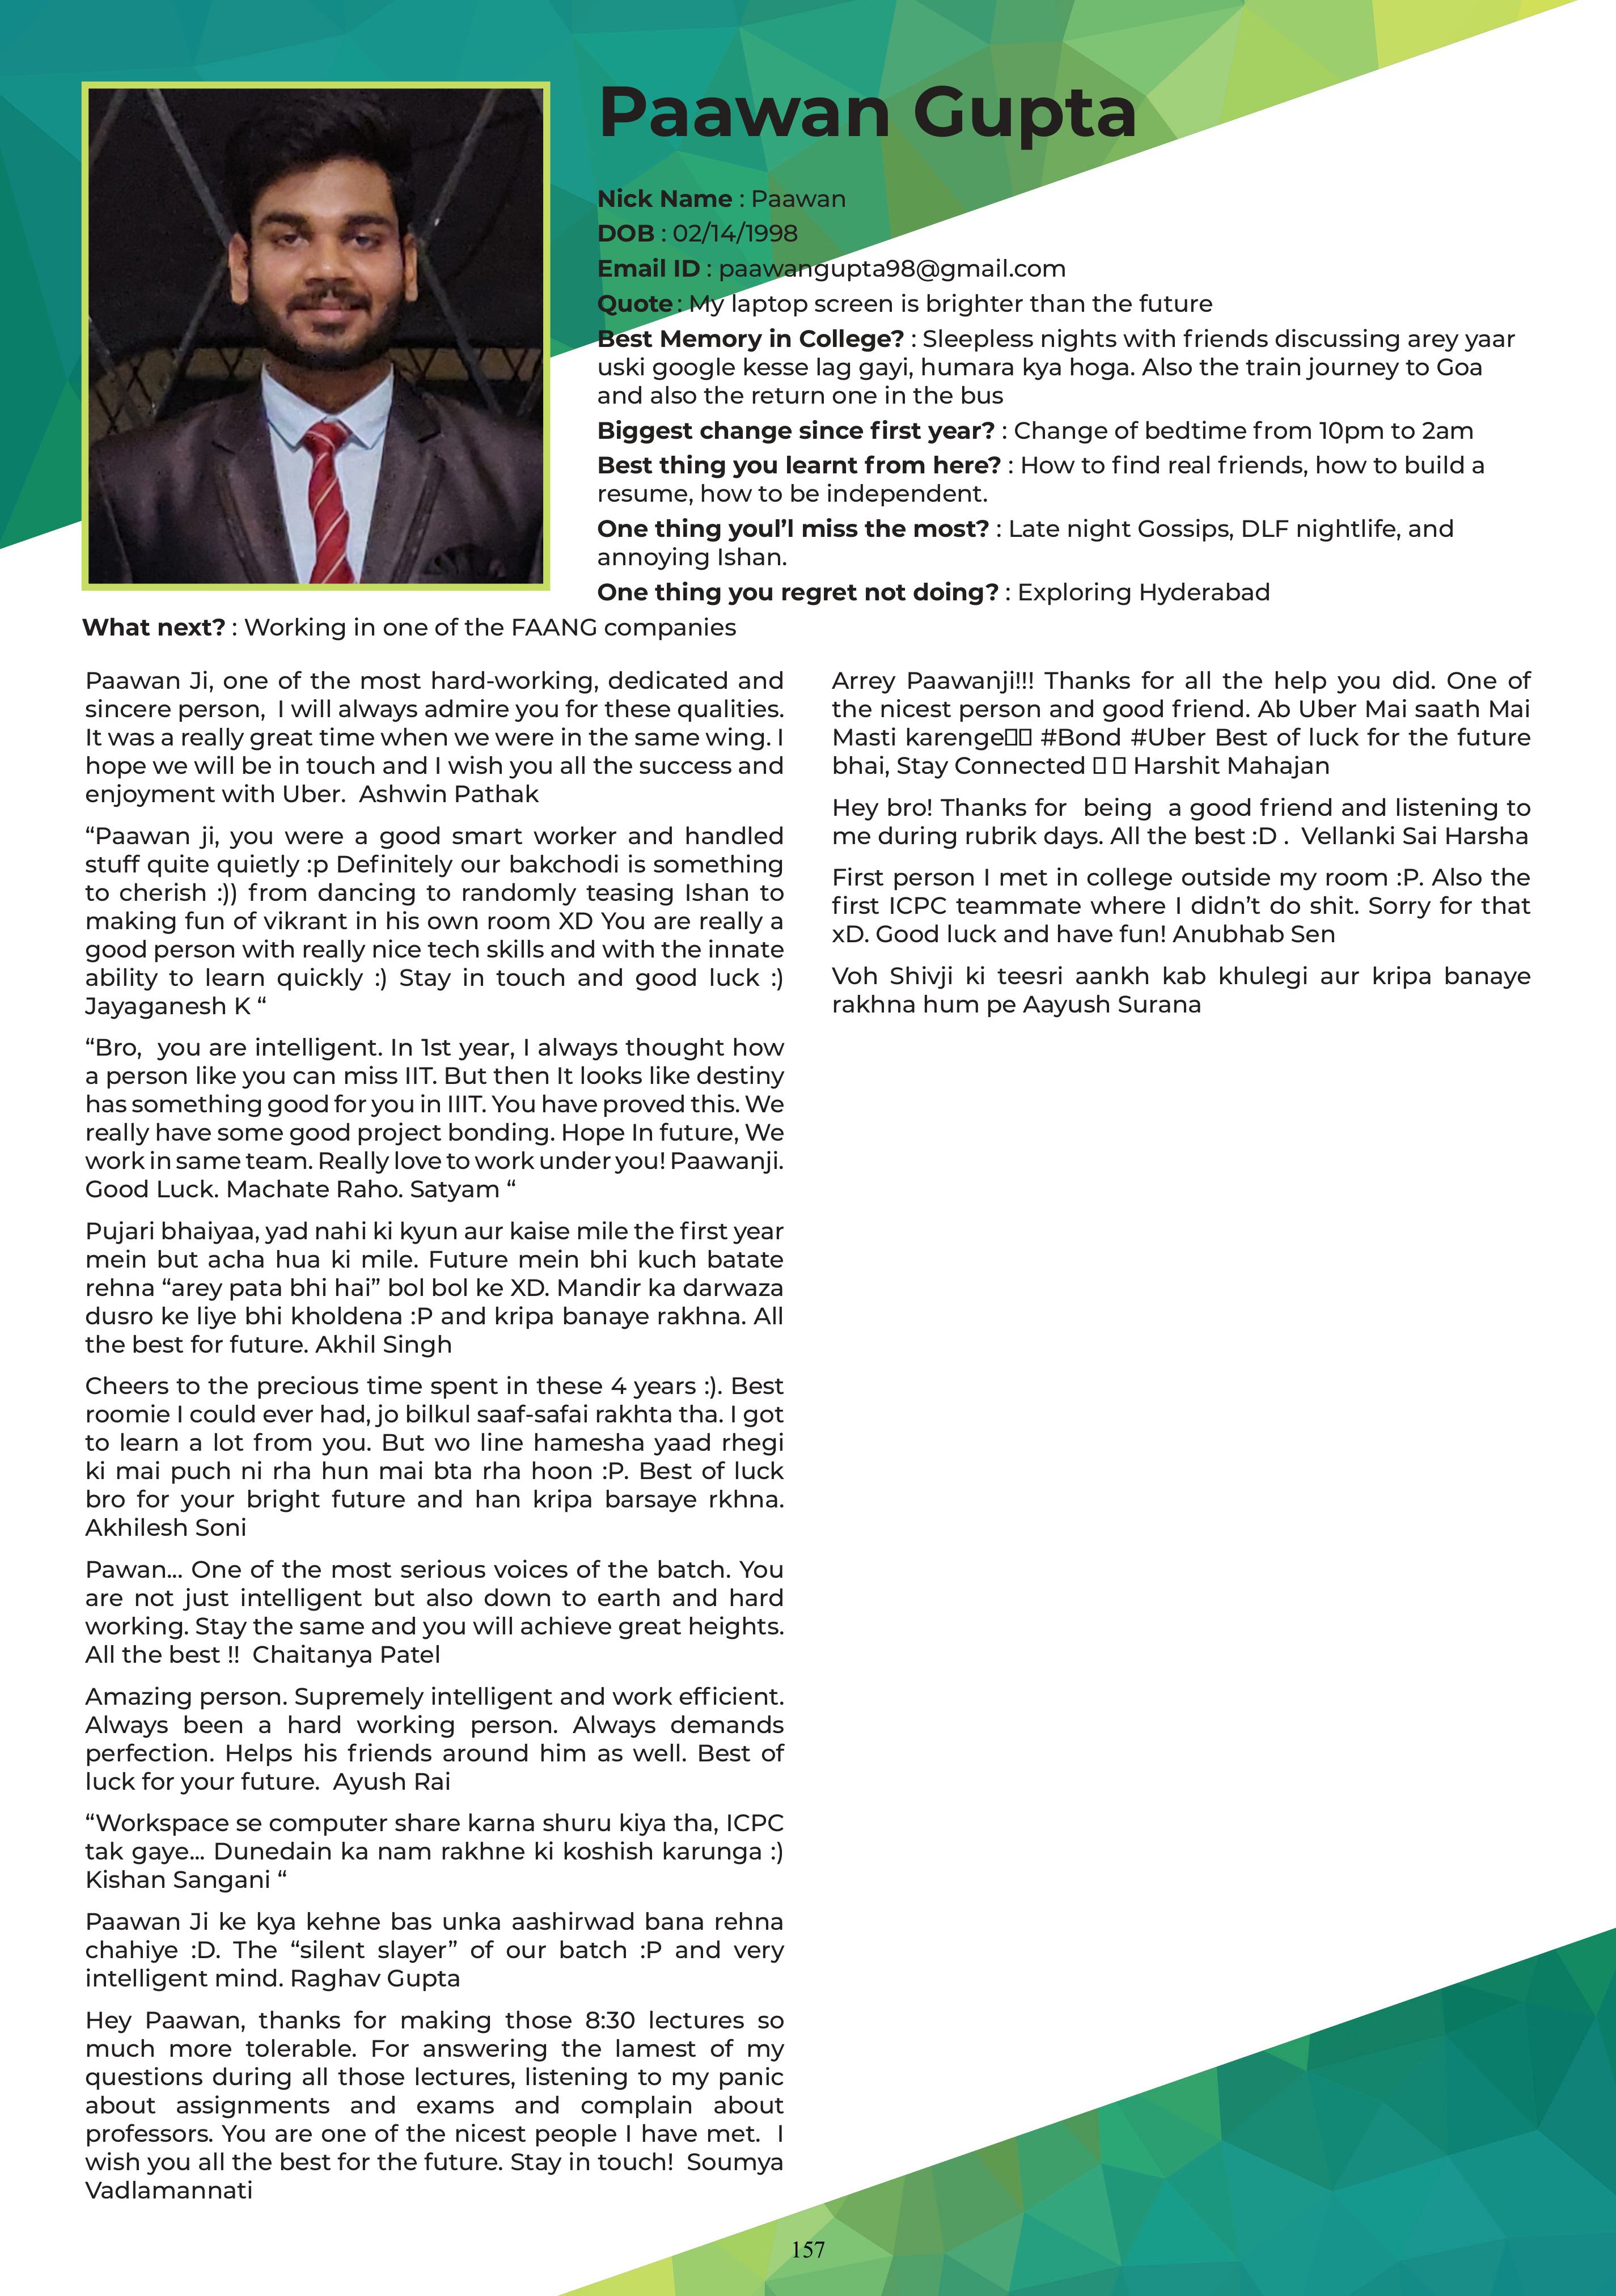 Paawan Gupta
Nick Name : Paawan
DOB : 02/14/1998
Email ID : paawangupta98@gmail.com
Quote : My laptop screen is brighter than the future
Best Memory in College? : Sleepless nights with friends discussing arey yaar
uski google kesse lag gayi, humara kya hoga. Also the train journey to Goa
and also the return one in the bus
Biggest change since first year? : Change of bedtime from 10pm to 2am
Best thing you learnt from here? : How to find real friends, how to build a
resume, how to be independent.
One thing youl’l miss the most? : Late night Gossips, DLF nightlife, and
annoying Ishan.
One thing you regret not doing? : Exploring Hyderabad
What next? : Working in one of the FAANG companies
Paawan Ji, one of the most hard-working, dedicated and
sincere person,  I will always admire you for these qualities.
It was a really great time when we were in the same wing. I
hope we will be in touch and I wish you all the success and
enjoyment with Uber.  Ashwin Pathak
“Paawan ji, you were a good smart worker and handled
stuff quite quietly :p Definitely our bakchodi is something
to cherish :)) from dancing to randomly teasing Ishan to
making fun of vikrant in his own room XD You are really a
good person with really nice tech skills and with the innate
ability to learn quickly :) Stay in touch and good luck :)
Jayaganesh K “
“Bro,  you are intelligent. In 1st year, I always thought how
a person like you can miss IIT. But then It looks like destiny
has something good for you in IIIT. You have proved this. We
really have some good project bonding. Hope In future, We
work in same team. Really love to work under you! Paawanji.
Good Luck. Machate Raho. Satyam “
Pujari bhaiyaa, yad nahi ki kyun aur kaise mile the first year
mein but acha hua ki mile. Future mein bhi kuch batate
rehna “arey pata bhi hai” bol bol ke XD. Mandir ka darwaza
dusro ke liye bhi kholdena :P and kripa banaye rakhna. All
the best for future. Akhil Singh
Cheers to the precious time spent in these 4 years :). Best
roomie I could ever had, jo bilkul saaf-safai rakhta tha. I got
to learn a lot from you. But wo line hamesha yaad rhegi
ki mai puch ni rha hun mai bta rha hoon :P. Best of luck
bro for your bright future and han kripa barsaye rkhna.
Akhilesh Soni
Pawan... One of the most serious voices of the batch. You
are not just intelligent but also down to earth and hard
working. Stay the same and you will achieve great heights.
All the best !!  Chaitanya Patel
Amazing person. Supremely intelligent and work efficient.
Always been a hard working person. Always demands
perfection. Helps his friends around him as well. Best of
luck for your future.  Ayush Rai
“Workspace se computer share karna shuru kiya tha, ICPC
tak gaye... Dunedain ka nam rakhne ki koshish karunga :)
Kishan Sangani “
Paawan Ji ke kya kehne bas unka aashirwad bana rehna
chahiye :D. The “silent slayer” of our batch :P and very
intelligent mind. Raghav Gupta
Hey Paawan, thanks for making those 8:30 lectures so
much more tolerable. For answering the lamest of my
questions during all those lectures, listening to my panic
about assignments and exams and complain about
professors. You are one of the nicest people I have met.  I
wish you all the best for the future. Stay in touch!  Soumya
Vadlamannati
Arrey Paawanji!!! Thanks for all the help you did. One of
the nicest person and good friend. Ab Uber Mai saath Mai
Masti karenge▯▯ #Bond #Uber Best of luck for the future
bhai, Stay Connected ▯ ▯ Harshit Mahajan
Hey bro! Thanks for  being  a good friend and listening to
me during rubrik days. All the best :D .  Vellanki Sai Harsha
First person I met in college outside my room :P. Also the
first ICPC teammate where I didn’t do shit. Sorry for that
xD. Good luck and have fun! Anubhab Sen
Voh Shivji ki teesri aankh kab khulegi aur kripa banaye
rakhna hum pe Aayush Surana
157